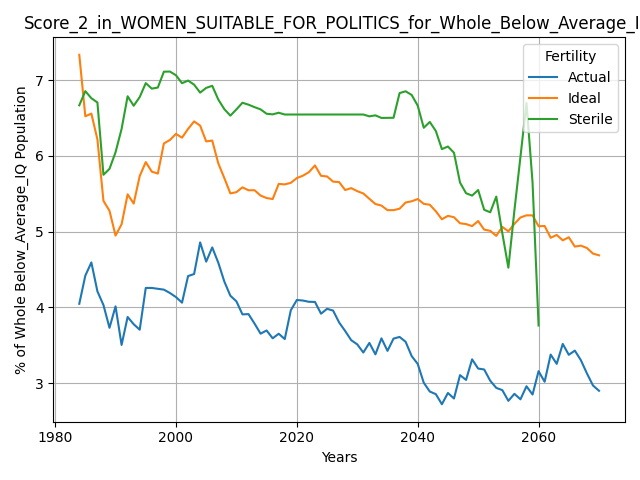 Score_2_in_WOMEN_SUITABLE_FOR_POLITICS_for_Whole_Below_Average_I
Fertility
Actual
Ideal
Sterile
% of Whole Below_Average_IQ Population
7
6
5
4
3
1980 2000 2020 2040 2060
Years